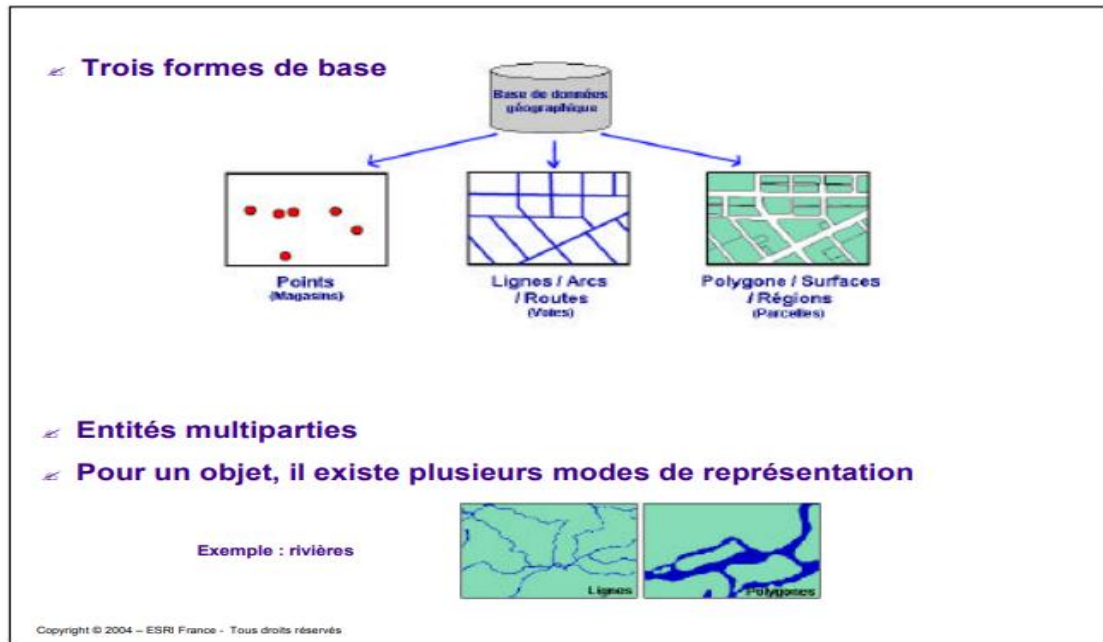 Trois formes de base
Base de données
géographique
Points
(Magasins)
Lignes / Arcs
/ Routes
(Voies)
Polygone / Surfaces
/ Régions
(Parcelles)
Entités multiparties
Pour un objet, il existe plusieurs modes de représentation
Exemple : rivières
Lignes
Polygones
Copyright © 2004 – ESRI France - Tous droits réservés